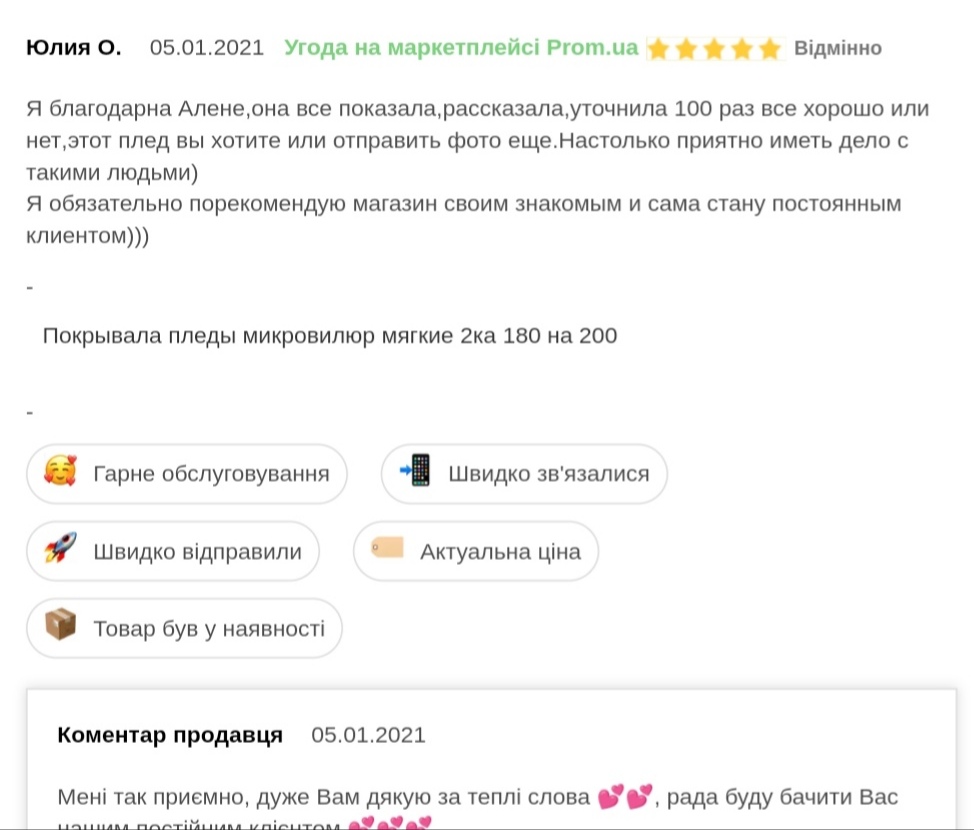 Юлия О. 05.01.2021 Угода на маркетплейсі Prom.ua Відмінно
Я благодарна Алене,она все показала,рассказала,уточнила 100 раз все хорошо или
нет,этот плед вы хотите или отправить фото еще.Настолько приятно иметь дело с
такими людьми)
Я обязательно порекомендую магазин своим знакомым и сама стану постоянным
клиентом)))
-
Покрывала пледы микровилюр мягкие 2ка 180 на 200
-
Гарне обслуговування Швидко зв'язалися
Швидко відправили Актуальна ціна
Товар був у наявності
Коментар продавця 05.01.2021
Мені так приємно, дуже Вам дякую за теплі слова 💕💕, рада буду бачити Вас
нашим постійним клієнтом 💕💕💕